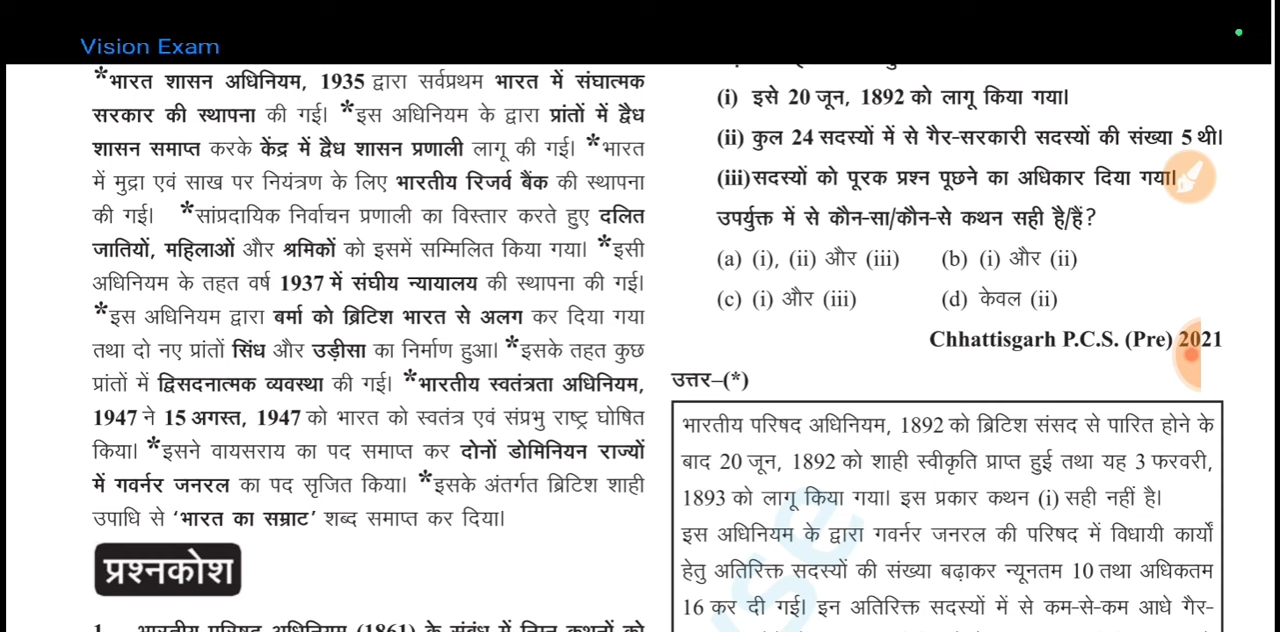 Vision Exam
*भारत शासन अधिनियम, 1935 द्वारा सर्वप्रथम भारत में संघात्मक
सरकार की स्थापना की गई। *इस अधिनियम के द्वारा प्रांतों में द्वैध
शासन समाप्त करके केंद्र में द्वैध शासन प्रणाली लागू की गई। *भारत
में मुद्रा एवं साख पर नियंत्रण के लिए भारतीय रिजर्व बैंक की स्थापना
की गई। *सांप्रदायिक निर्वाचन प्रणाली का विस्तार करते हुए दलित
जातियों, महिलाओं और श्रमिकों को इसमें सम्मिलित किया गया। *इसी
अधिनियम के तहत वर्ष 1937 में संघीय न्यायालय की स्थापना की गई।
*इस अधिनियम द्वारा बर्मा को ब्रिटिश भारत से अलग कर दिया गया
तथा दो नए प्रांतों सिंध और उड़ीसा का निर्माण हुआ। *इसके तहत कुछ
प्रांतों में द्विसदनात्मक व्यवस्था की गई। *भारतीय स्वतंत्रता अधिनियम,
1947 ने 15 अगस्त, 1947 को भारत को स्वतंत्र एवं संप्रभु राष्ट्र घोषित
किया। *इसने वायसराय का पद समाप्त कर दोनों डोमिनियन राज्यों
में गवर्नर जनरल का पद सृजित किया। *इसके अंतर्गत ब्रिटिश शाही
उपाधि से ‘भारत का सम्राट’ शब्द समाप्त कर दिया।
प्रश्नकोश
1. भारतीय परिषद अधिनियम (1861) के संबंध में निम्न कथनों को
(i) इसे 20 जून, 1892 को लागू किया गया।
(ii) कुल 24 सदस्यों में से गैर-सरकारी सदस्यों की संख्या 5 थी।
(iii) सदस्यों को पूरक प्रश्न पूछने का अधिकार दिया गया।
उपर्युक्त में से कौन-सा/कौन-से कथन सही है/हैं?
(a) (i), (ii) और (iii) (b) (i) और (ii)
(c) (i) और (iii) (d) केवल (ii)
Chhattisgarh P.C.S. (Pre) 2021
उत्तर–(*)
भारतीय परिषद अधिनियम, 1892 को ब्रिटिश संसद से पारित होने के
बाद 20 जून, 1892 को शाही स्वीकृति प्राप्त हुई तथा यह 3 फरवरी,
1893 को लागू किया गया। इस प्रकार कथन (i) सही नहीं है।
इस अधिनियम के द्वारा गवर्नर जनरल की परिषद में विधायी कार्यों
हेतु अतिरिक्त सदस्यों की संख्या बढ़ाकर न्यूनतम 10 तथा अधिकतम
16 कर दी गई। इन अतिरिक्त सदस्यों में से कम-से-कम आधे गैर-